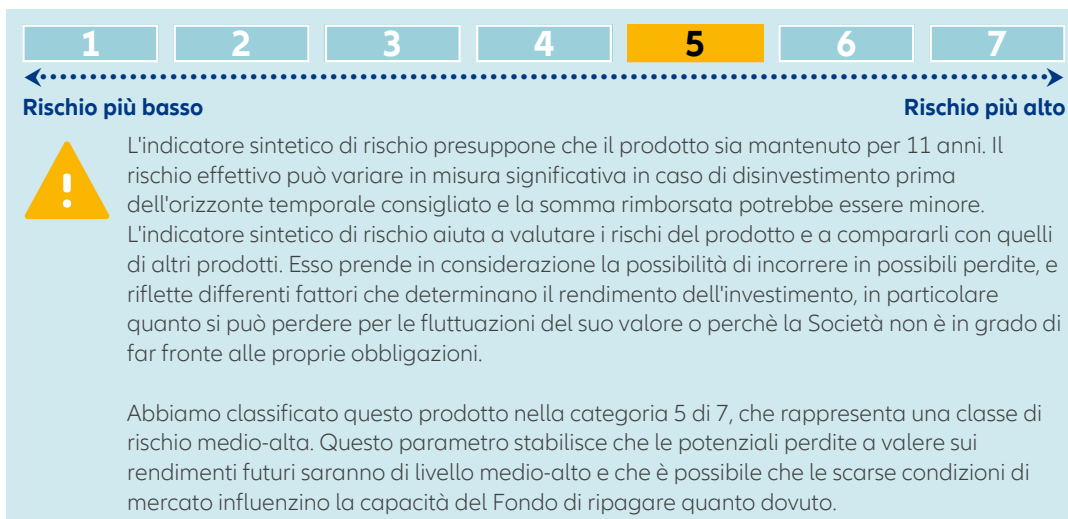 1 2 3 4 5 6 7
Rischio più basso Rischio più alto
L'indicatore sintetico di rischio presuppone che il prodotto sia mantenuto per 11 anni. Il
rischio effettivo può variare in misura significativa in caso di disinvestimento prima
dell'orizzonte temporale consigliato e la somma rimborsata potrebbe essere minore.
L'indicatore sintetico di rischio aiuta a valutare i rischi del prodotto e a compararli con quelli
di altri prodotti. Esso prende in considerazione la possibilità di incorrere in possibili perdite, e
riflette differenti fattori che determinano il rendimento dell'investimento, in particolare
quanto si può perdere per le fluttuazioni del suo valore o perchè la Società non è in grado di
far fronte alle proprie obbligazioni.
Abbiamo classificato questo prodotto nella categoria 5 di 7, che rappresenta una classe di
rischio medio-alta. Questo parametro stabilisce che le potenziali perdite a valere sui
rendimenti futuri saranno di livello medio-alto e che è possibile che le scarse condizioni di
mercato influenzino la capacità del Fondo di ripagare quanto dovuto.